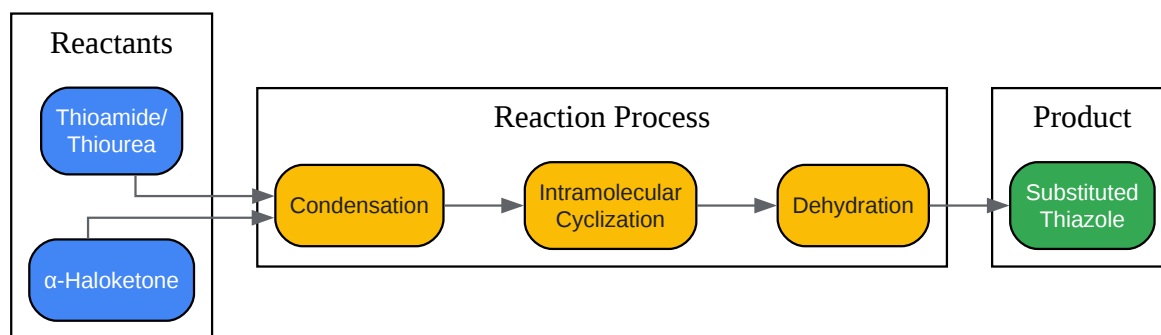 Reactants
Thioamide/
Thiourea
α-Haloketone
Reaction Process
Condensation
Intramolecular
Cyclization
Dehydration
Product
Substituted
Thiazole